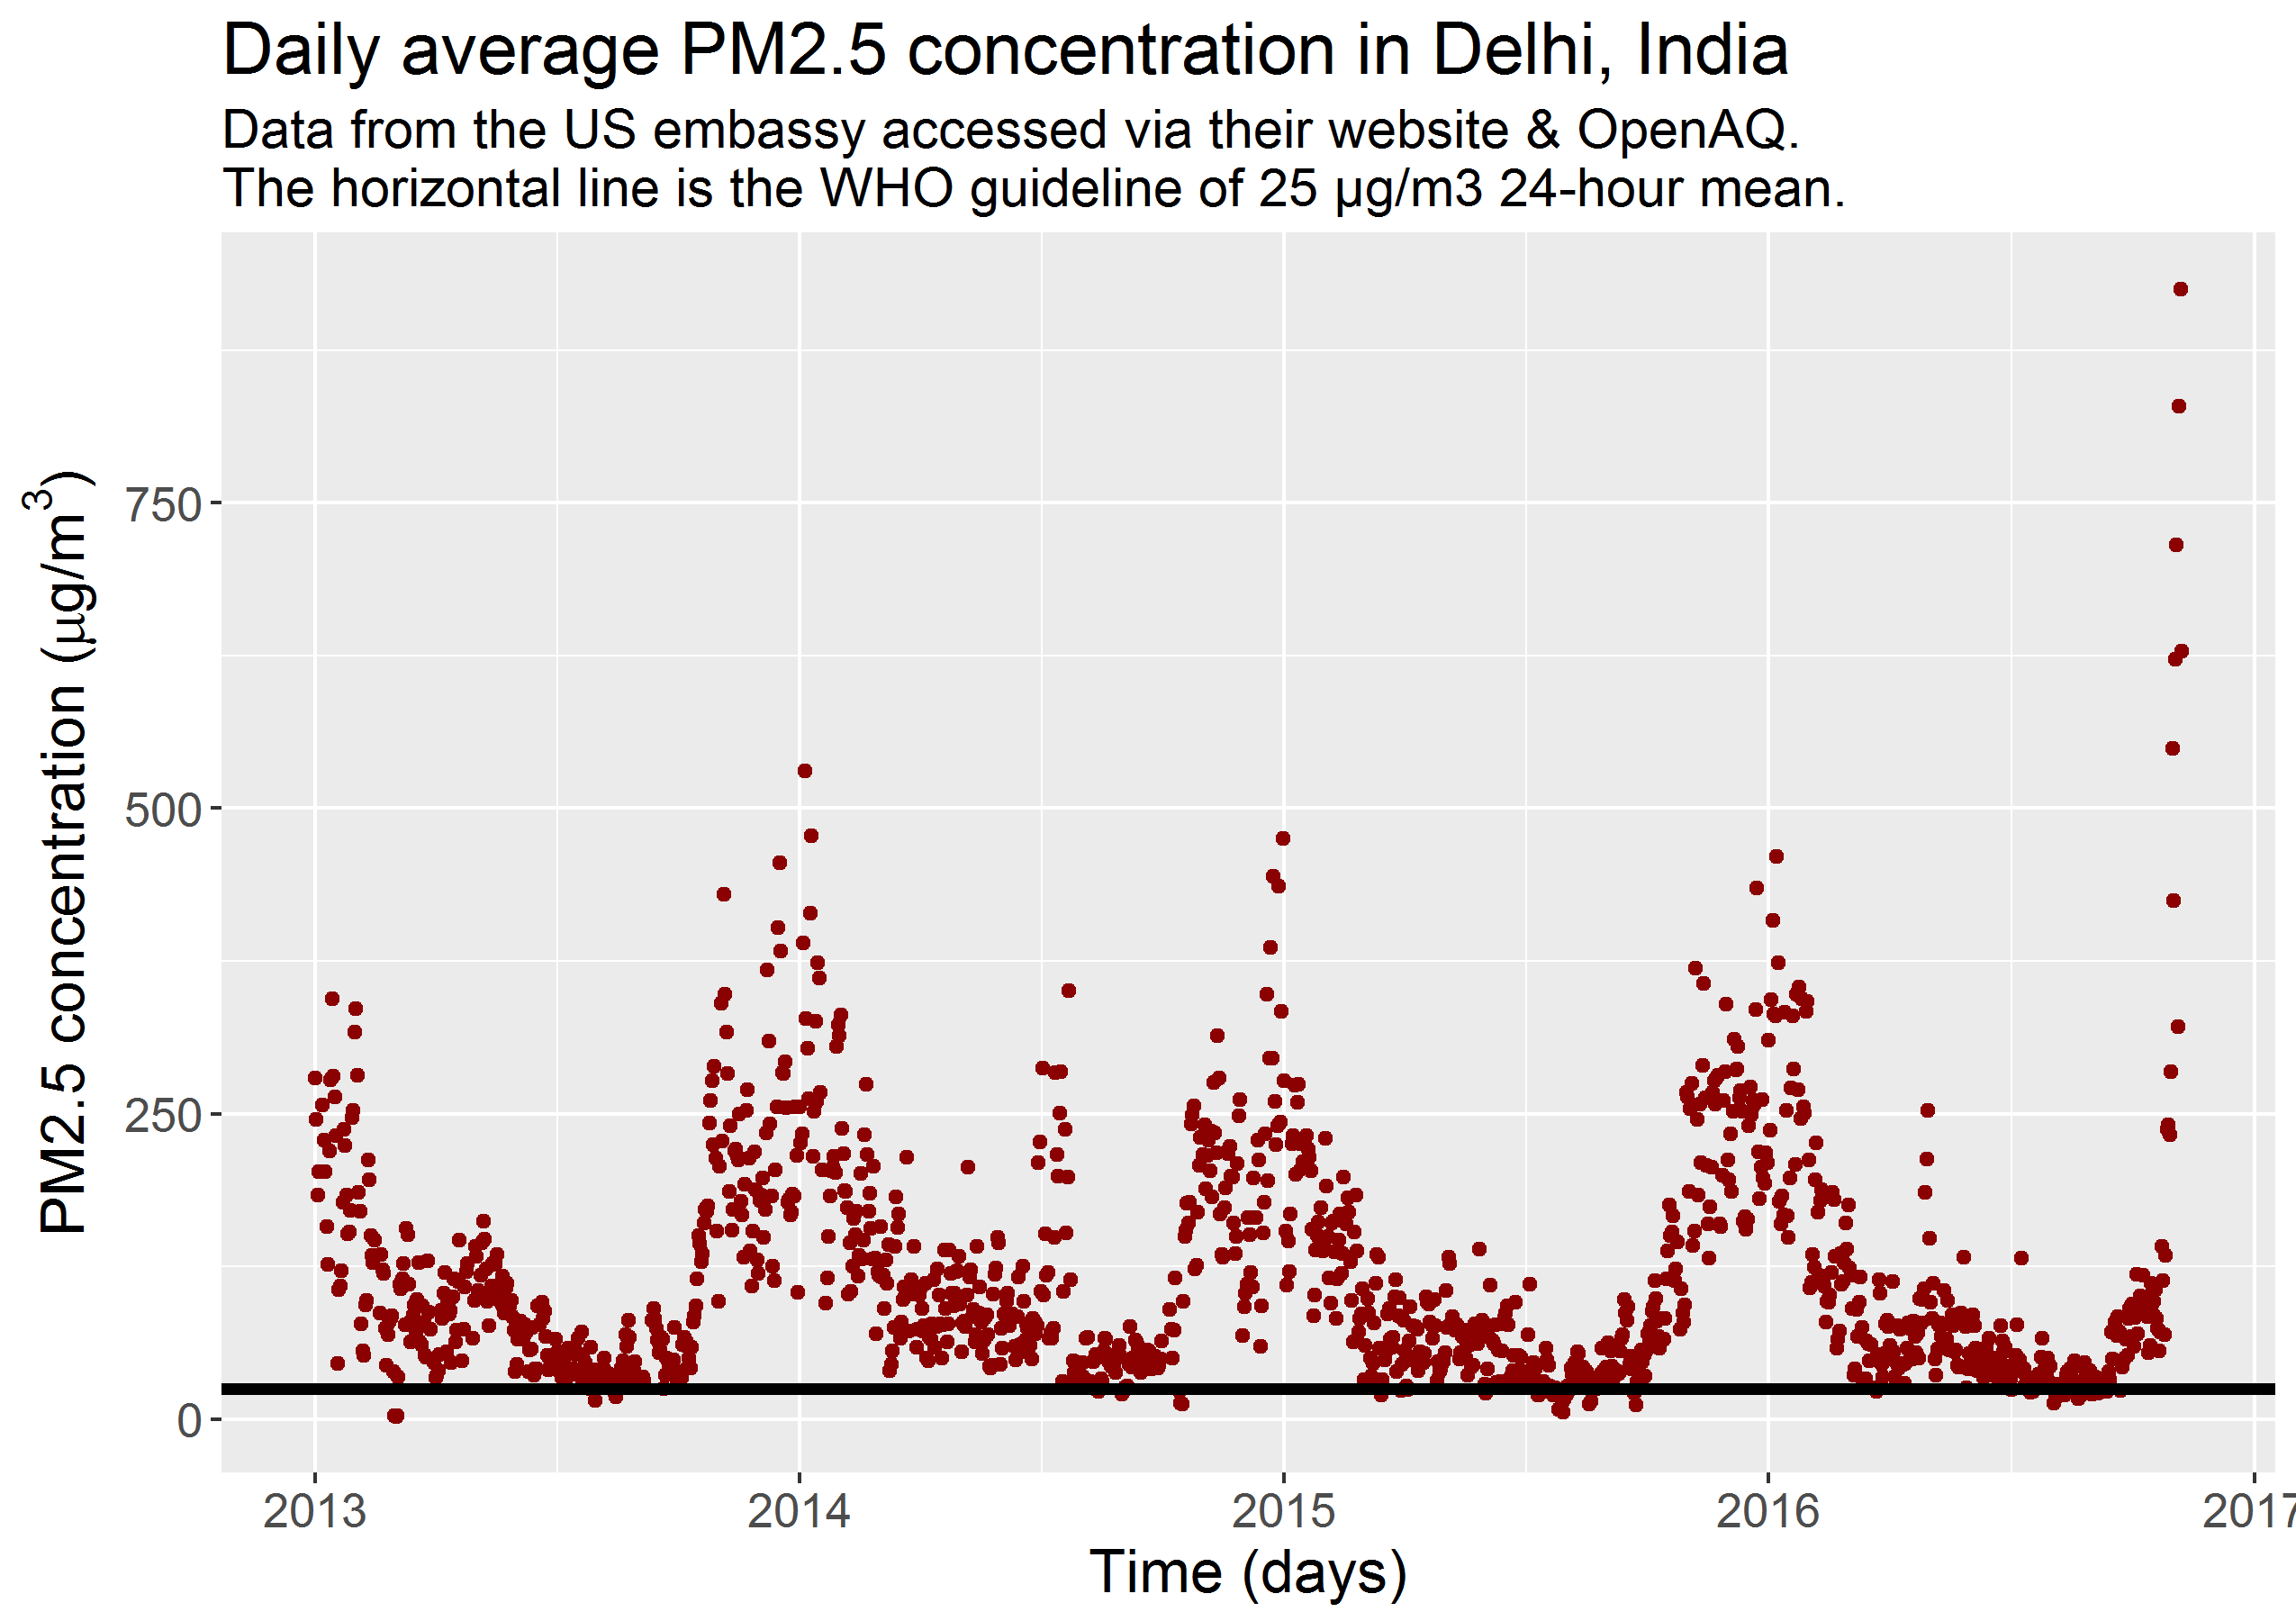 Daily average PM2.5 concentration in Delhi, India
Data from the US embassy accessed via their website & OpenAQ.
The horizontal line is the WHO guideline of 25 µg/m3 24-hour mean.
PM2.5 concentration (µg/m³)
750
500
250
0
2013 2014 2015 2016 2017
Time (days)